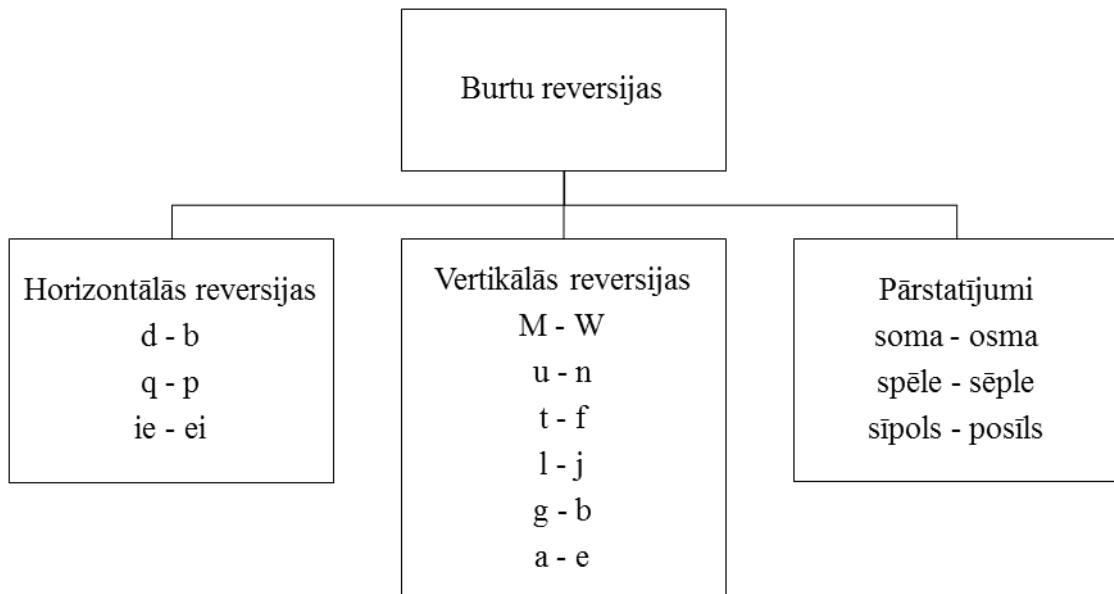 Burtu reversijas
Horizontālās reversijas
d - b
q - p
ie - ei
Vertikālās reversijas
M - W
u - n
t - f
l - j
g - b
a - e
Pārstatījumi
soma - osma
spēle - sēple
sīpols - posīls